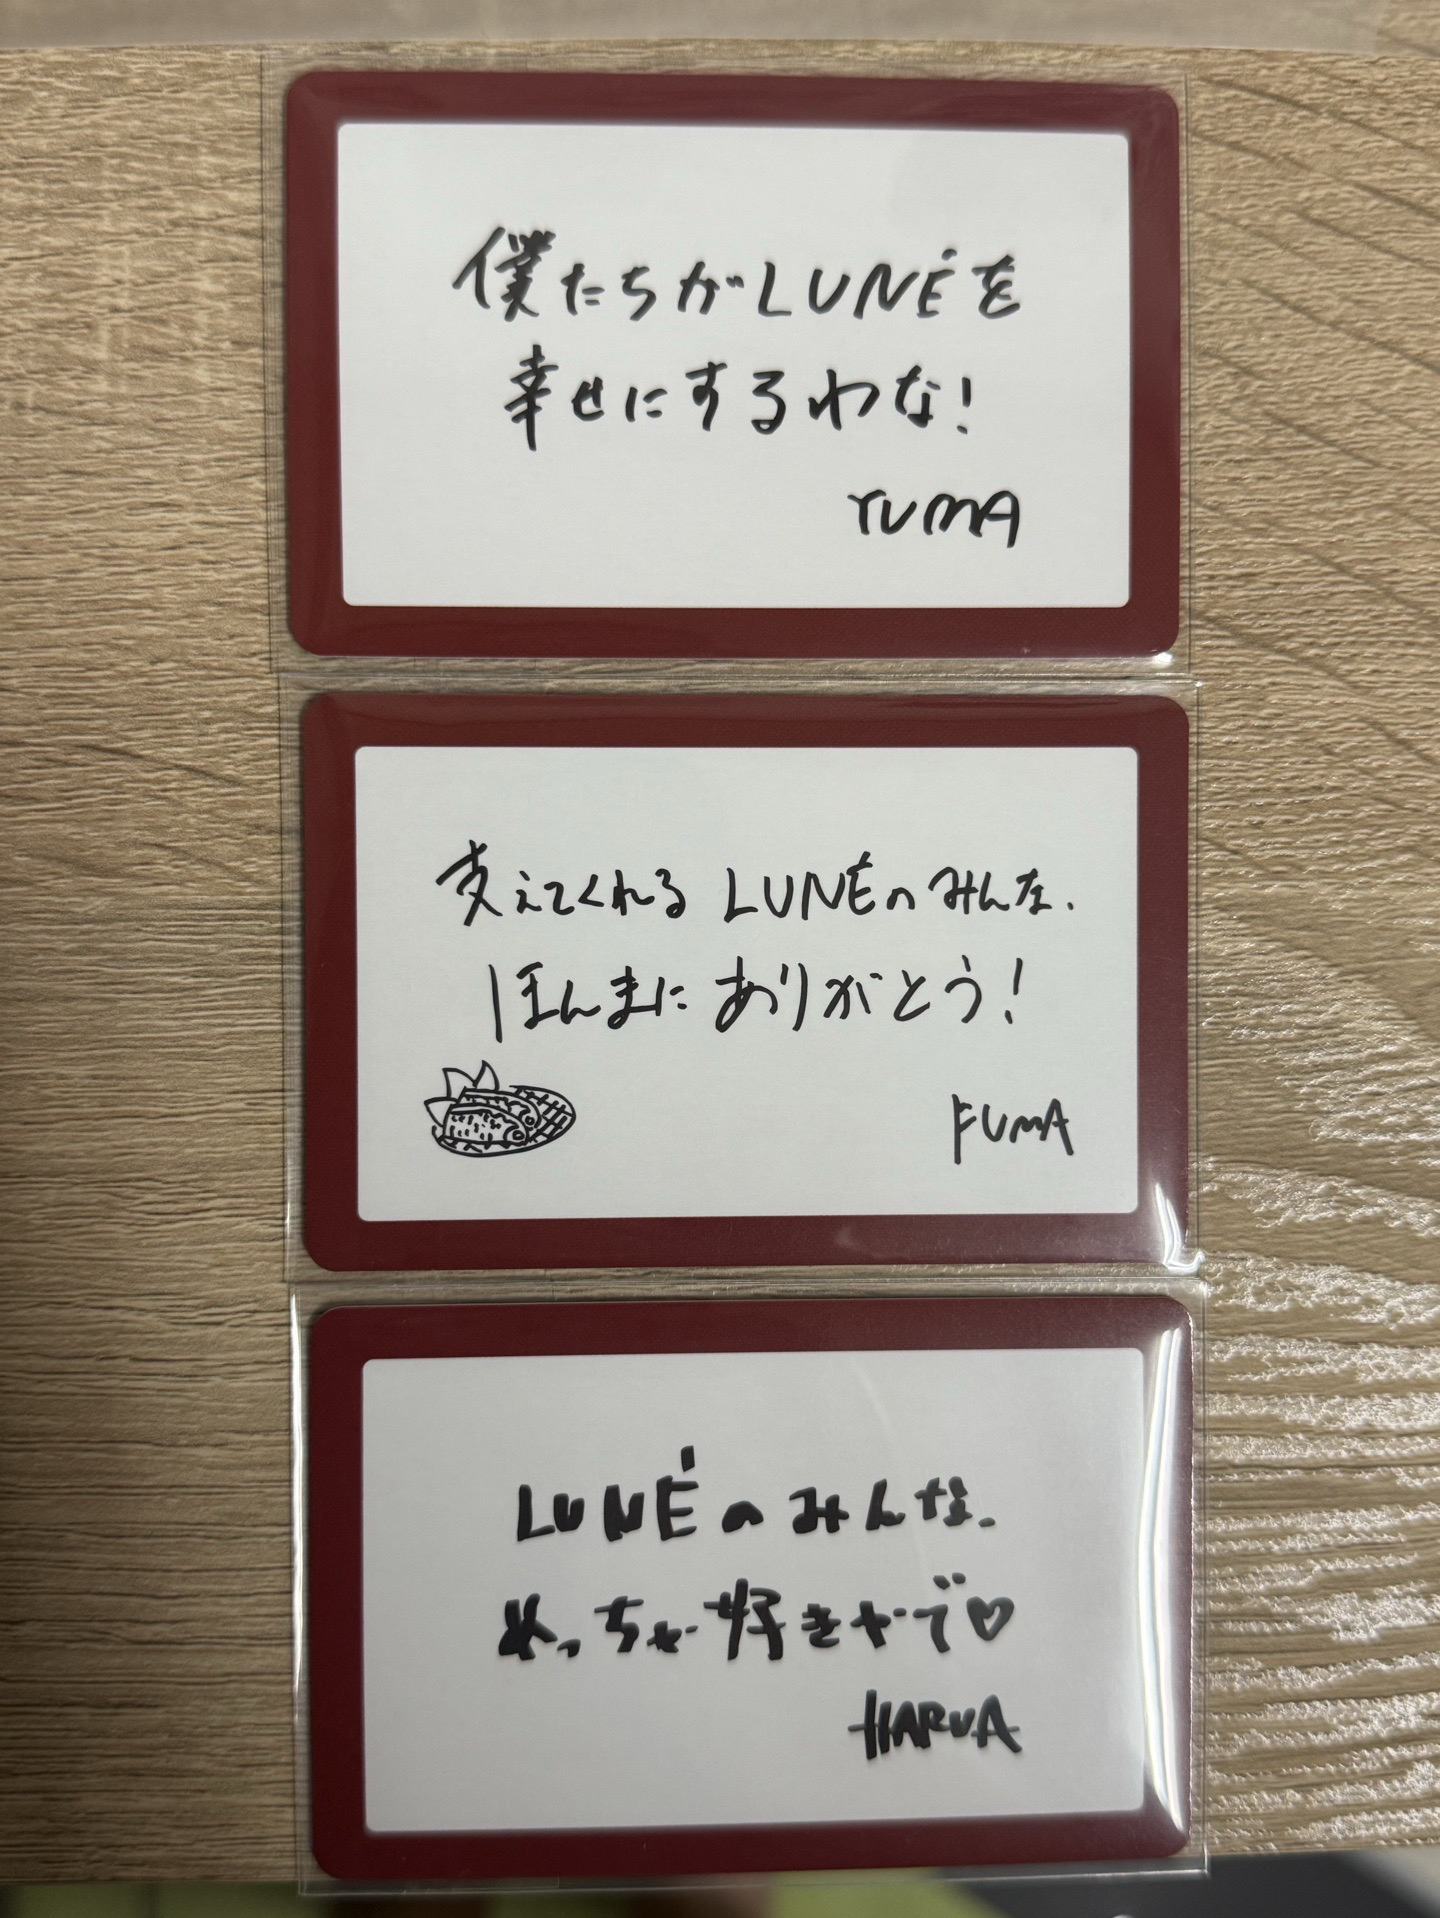 僕たちがLUNÉを
幸せにするわな!
YUMA
支えてくれるLUNÉのみんな、
ほんまにありがとう!
FUMA
LUNÉのみんな、
めっちゃ好きやで♡
HARUA